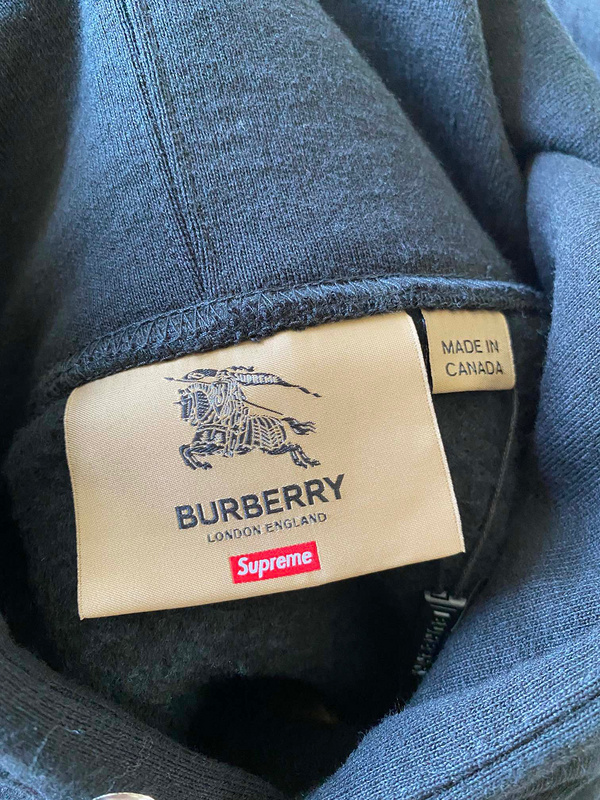 SUPREME
MADE IN
CANADA
BURBERRY
LONDON ENGLAND
Supreme